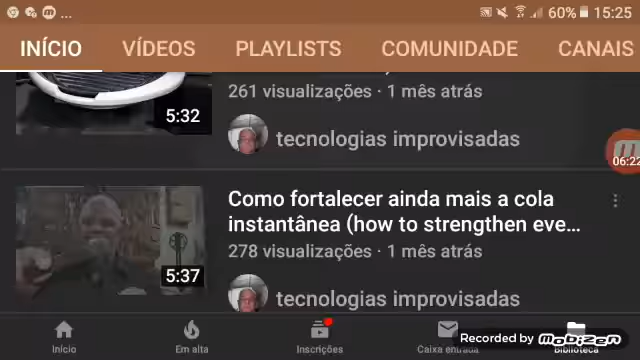 ... 60% 15:25
INÍCIO VÍDEOS PLAYLISTS COMUNIDADE CANAIS
261 visualizações · 1 mês atrás
5:32
tecnologias improvisadas
06:22
Como fortalecer ainda mais a cola
instantânea (how to strengthen eve...
278 visualizações · 1 mês atrás
5:37
tecnologias improvisadas
Início Em alta Inscrições Caixa entrada Biblioteca
Recorded by MOBIZEN